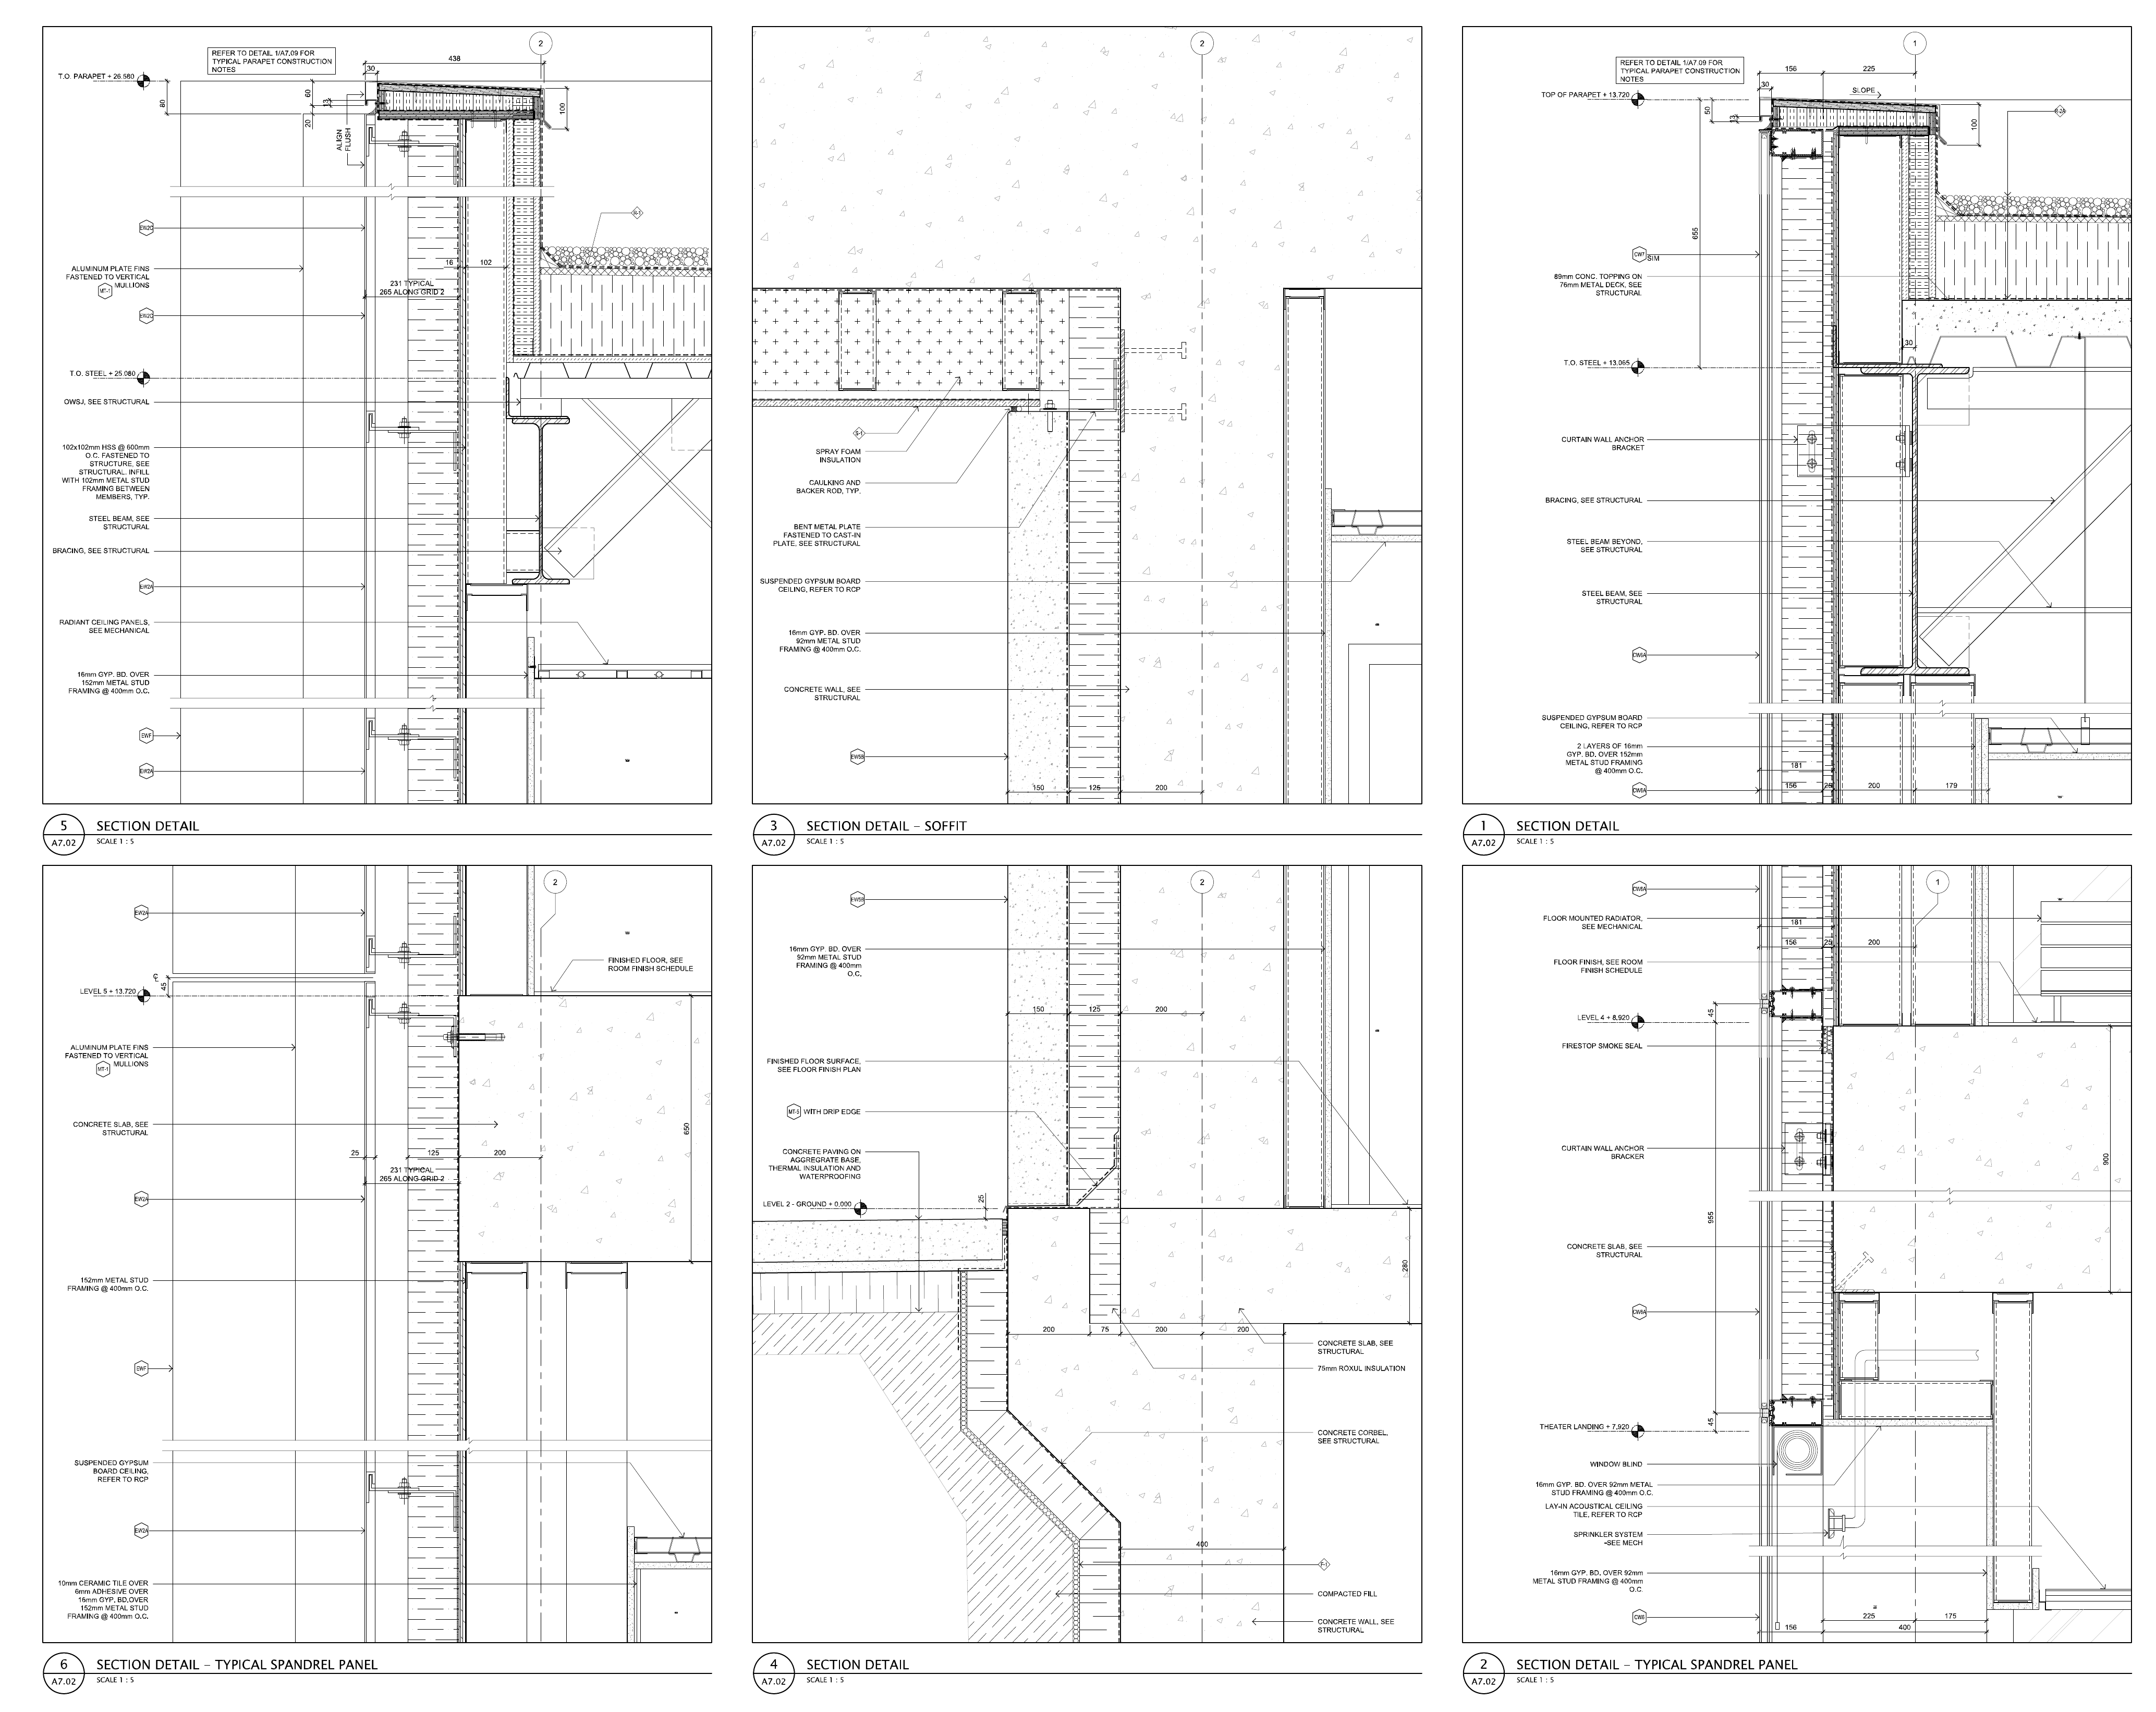 2
REFER TO DETAIL 1/A7.09 FOR
TYPICAL PARAPET CONSTRUCTION
NOTES
438
30
T.O. PARAPET + 26.580
80
60
13
20
100
ALIGN
FLUSH
R-1
EW2C
16
102
ALUMINUM PLATE FINS
FASTENED TO VERTICAL
MULLIONS
MT-1
231 TYPICAL
265 ALONG GRID 2
EW2C
T.O. STEEL + 25.080
OWSJ, SEE STRUCTURAL
102x102mm HSS @ 600mm
O.C. FASTENED TO
STRUCTURE, SEE
STRUCTURAL. INFILL
WITH 102mm METAL STUD
FRAMING BETWEEN
MEMBERS, TYP.
STEEL BEAM, SEE
STRUCTURAL
BRACING, SEE STRUCTURAL
EW2A
RADIANT CEILING PANELS,
SEE MECHANICAL
16mm GYP. BD. OVER
152mm METAL STUD
FRAMING @ 400mm O.C.
EWF
EW2A
5
A7.02
SECTION DETAIL
SCALE 1 : 5
2
S-1
SPRAY FOAM
INSULATION
CAULKING AND
BACKER ROD, TYP.
BENT METAL PLATE
FASTENED TO CAST-IN
PLATE, SEE STRUCTURAL
SUSPENDED GYPSUM BOARD
CEILING, REFER TO RCP
16mm GYP. BD. OVER
92mm METAL STUD
FRAMING @ 400mm O.C.
CONCRETE WALL, SEE
STRUCTURAL
EW5B
150
125
200
3
A7.02
SECTION DETAIL – SOFFIT
SCALE 1 : 5
1
REFER TO DETAIL 1/A7.09 FOR
TYPICAL PARAPET CONSTRUCTION
NOTES
156
225
30
SLOPE
TOP OF PARAPET + 13.720
50
13
100
R-2A
655
CW7
SIM
89mm CONC. TOPPING ON
76mm METAL DECK, SEE
STRUCTURAL
30
T.O. STEEL + 13.065
CURTAIN WALL ANCHOR
BRACKET
BRACING, SEE STRUCTURAL
STEEL BEAM BEYOND,
SEE STRUCTURAL
STEEL BEAM, SEE
STRUCTURAL
CW8A
SUSPENDED GYPSUM BOARD
CEILING, REFER TO RCP
2 LAYERS OF 16mm
GYP. BD. OVER 152mm
METAL STUD FRAMING
@ 400mm O.C.
181
CW8A
156
25
200
179
1
A7.02
SECTION DETAIL
SCALE 1 : 5
2
EW2A
FINISHED FLOOR, SEE
ROOM FINISH SCHEDULE
45
LEVEL 5 + 13.720
ALUMINUM PLATE FINS
FASTENED TO VERTICAL
MULLIONS
MT-1
CONCRETE SLAB, SEE
STRUCTURAL
650
25
125
200
231 TYPICAL
265 ALONG GRID 2
EW2A
152mm METAL STUD
FRAMING @ 400mm O.C.
EWF
SUSPENDED GYPSUM
BOARD CEILING,
REFER TO RCP
EW2A
10mm CERAMIC TILE OVER
6mm ADHESIVE OVER
16mm GYP. BD.OVER
152mm METAL STUD
FRAMING @ 400mm O.C.
6
A7.02
SECTION DETAIL – TYPICAL SPANDREL PANEL
SCALE 1 : 5
2
EW5B
16mm GYP. BD. OVER
92mm METAL STUD
FRAMING @ 400mm
O.C.
150
125
200
FINISHED FLOOR SURFACE,
SEE FLOOR FINISH PLAN
MT-5
WITH DRIP EDGE
CONCRETE PAVING ON
AGGREGRATE BASE,
THERMAL INSULATION AND
WATERPROOFING
25
LEVEL 2 - GROUND + 0.000
280
200
75
200
200
CONCRETE SLAB, SEE
STRUCTURAL
75mm ROXUL INSULATION
CONCRETE CORBEL,
SEE STRUCTURAL
400
F-1
COMPACTED FILL
CONCRETE WALL, SEE
STRUCTURAL
4
A7.02
SECTION DETAIL
SCALE 1 : 5
1
CW8A
FLOOR MOUNTED RADIATOR,
SEE MECHANICAL
181
156
25
200
FLOOR FINISH, SEE ROOM
FINISH SCHEDULE
45
LEVEL 4 + 8,920
FIRESTOP SMOKE SEAL
CURTAIN WALL ANCHOR
BRACKER
900
955
CONCRETE SLAB, SEE
STRUCTURAL
CW8A
THEATER LANDING + 7,920
45
WINDOW BLIND
16mm GYP. BD. OVER 92mm METAL
STUD FRAMING @ 400mm O.C.
LAY-IN ACOUSTICAL CEILING
TILE, REFER TO RCP
SPRINKLER SYSTEM
-SEE MECH
16mm GYP. BD. OVER 92mm
METAL STUD FRAMING @ 400mm
O.C.
CW8
225
175
156
400
2
A7.02
SECTION DETAIL – TYPICAL SPANDREL PANEL
SCALE 1 : 5